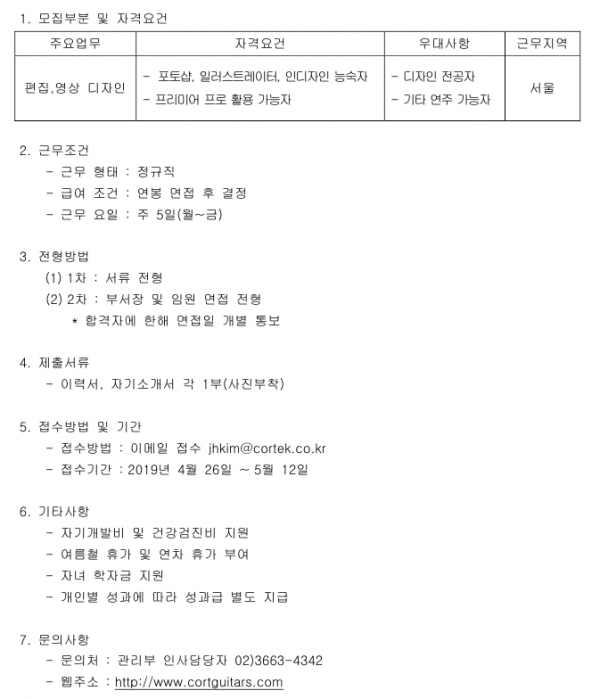 1. 모집부분 및 자격요건
주요업무 자격요건 우대사항 근무지역
편집,영상 디자인
- 포토샵, 일러스트레이터, 인디자인 능숙자
- 프리미어 프로 활용 가능자
- 디자인 전공자
- 기타 연주 가능자
서울
2. 근무조건
- 근무 형태 : 정규직
- 급여 조건 : 연봉 면접 후 결정
- 근무 요일 : 주 5일(월~금)
3. 전형방법
(1) 1차 : 서류 전형
(2) 2차 : 부서장 및 임원 면접 전형
* 합격자에 한해 면접일 개별 통보
4. 제출서류
- 이력서, 자기소개서 각 1부(사진부착)
5. 접수방법 및 기간
- 접수방법 : 이메일 접수 jhkim@cortek.co.kr
- 접수기간 : 2019년 4월 26일 ~ 5월 12일
6. 기타사항
- 자기개발비 및 건강검진비 지원
- 여름철 휴가 및 연차 휴가 부여
- 자녀 학자금 지원
- 개인별 성과에 따라 성과급 별도 지급
7. 문의사항
- 문의처 : 관리부 인사담당자 02)3663-4342
- 웹주소 : http://www.cortguitars.com